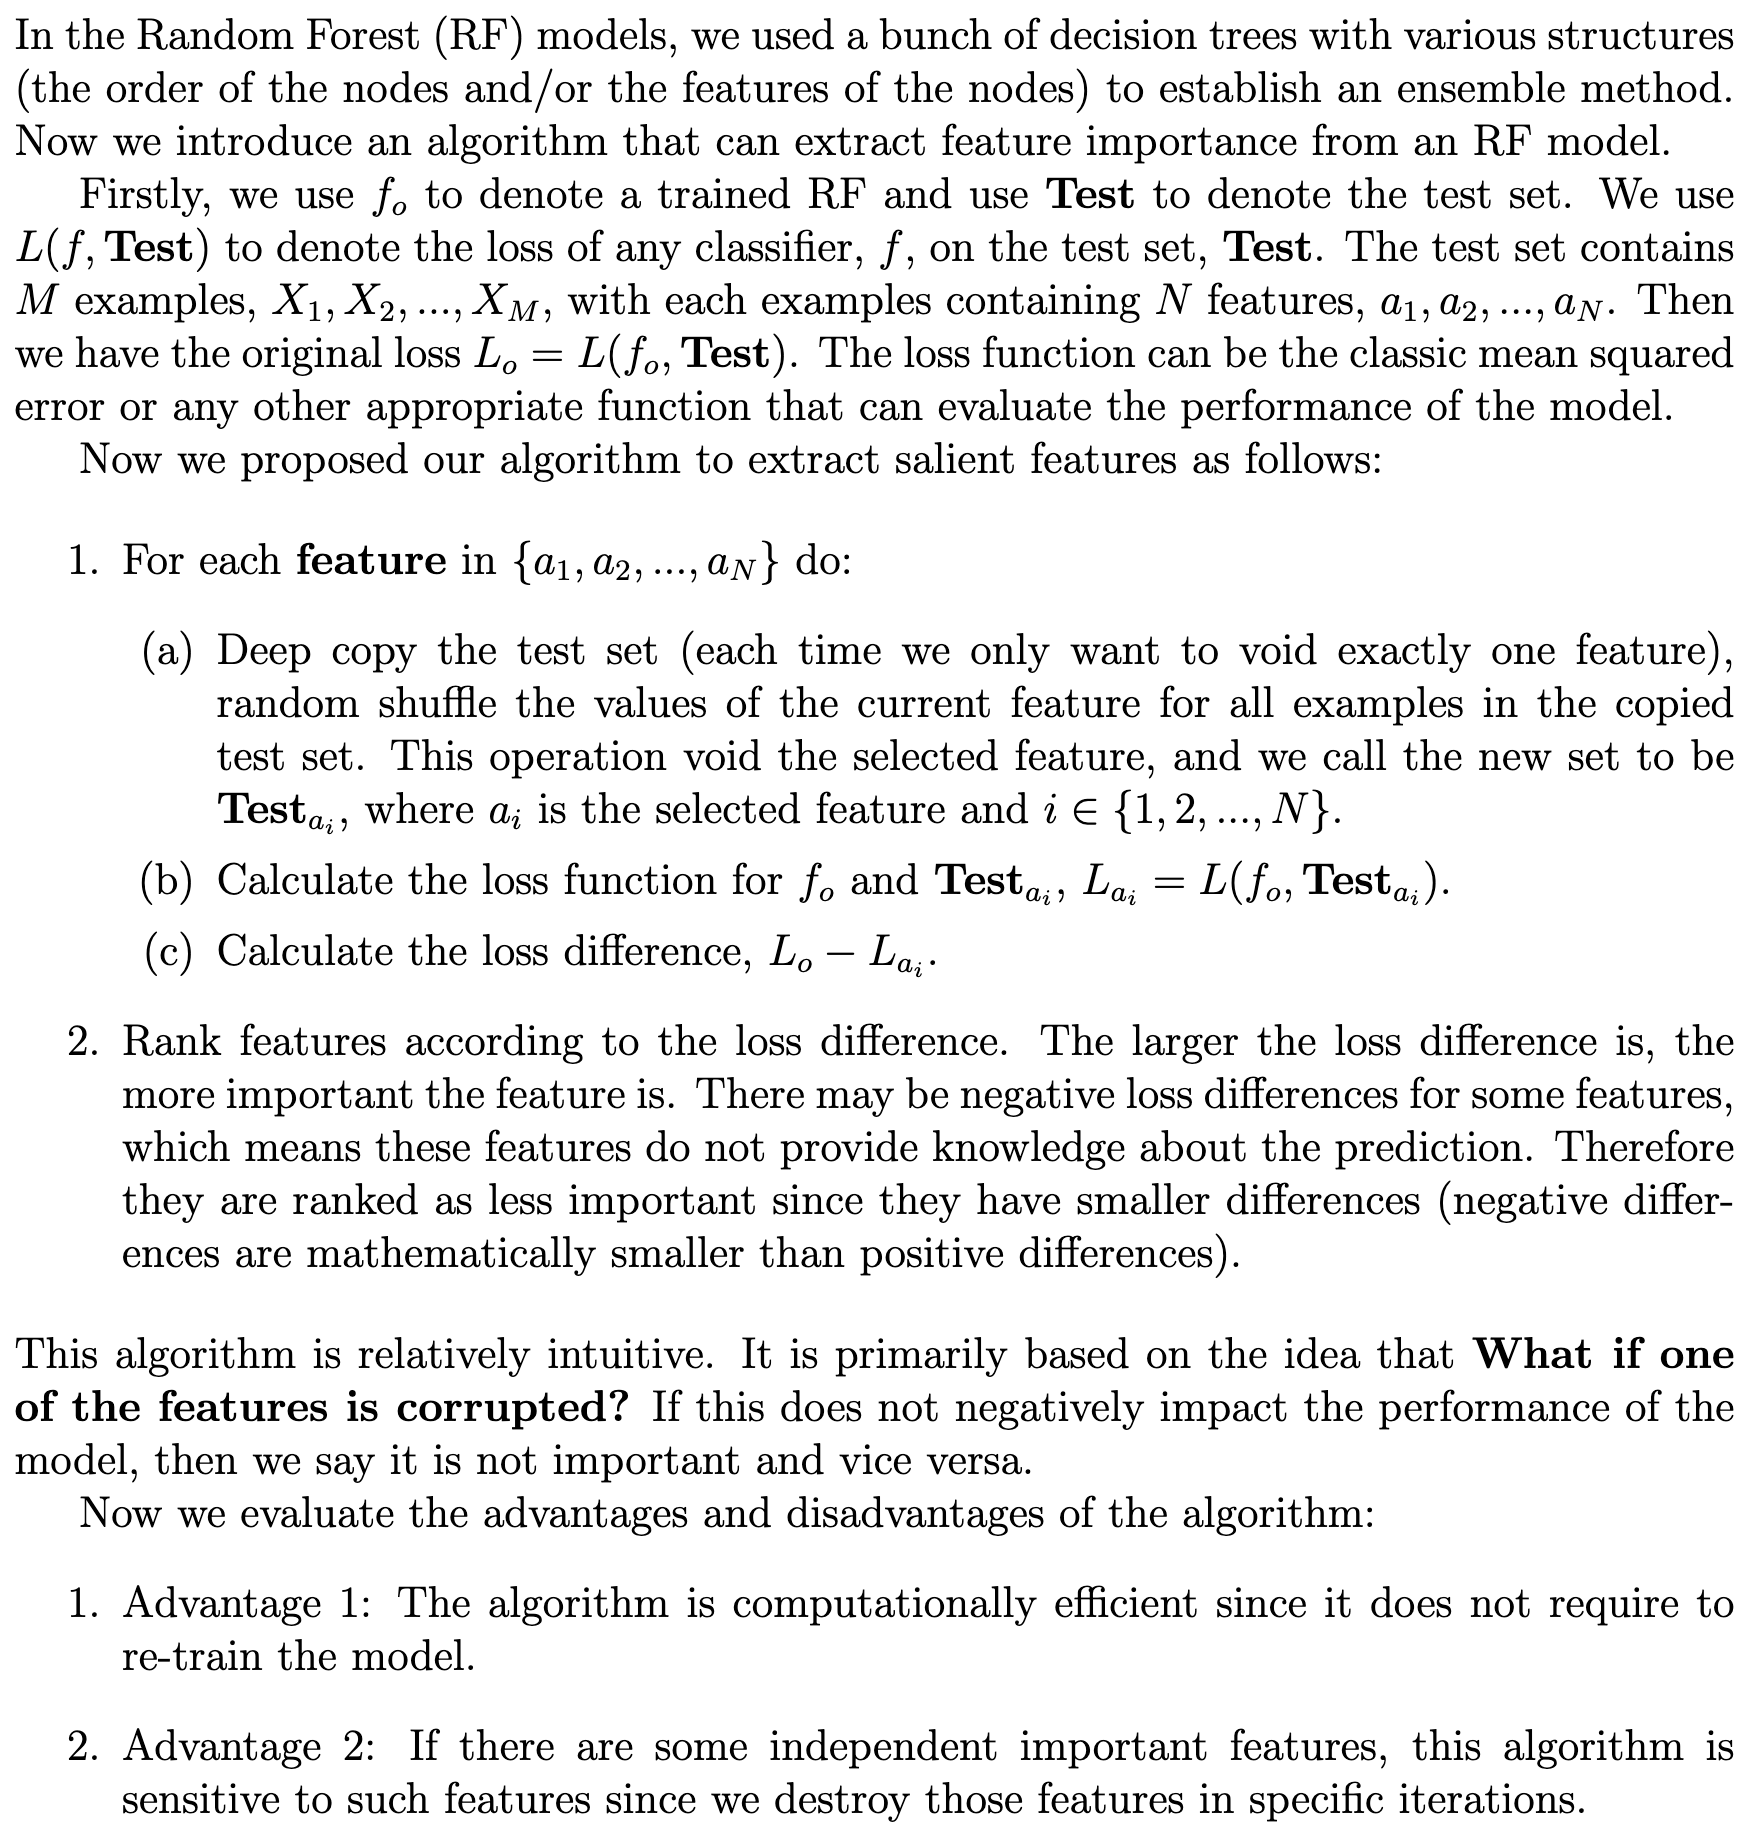 In the Random Forest (RF) models, we used a bunch of decision trees with various structures
(the order of the nodes and/or the features of the nodes) to establish an ensemble method.
Now we introduce an algorithm that can extract feature importance from an RF model.
Firstly, we use $f_o$ to denote a trained RF and use **Test** to denote the test set. We use
$L(f, \textbf{Test})$ to denote the loss of any classifier, $f$, on the test set, **Test**. The test set contains
$M$ examples, $X_1, X_2, ..., X_M$, with each examples containing $N$ features, $a_1, a_2, ..., a_N$. Then
we have the original loss $L_o = L(f_o, \textbf{Test})$. The loss function can be the classic mean squared
error or any other appropriate function that can evaluate the performance of the model.
Now we proposed our algorithm to extract salient features as follows:
1. For each **feature** in $\{a_1, a_2, ..., a_N\}$ do:
(a) Deep copy the test set (each time we only want to void exactly one feature),
random shuffle the values of the current feature for all examples in the copied
test set. This operation void the selected feature, and we call the new set to be
$\textbf{Test}_{a_i}$, where $a_i$ is the selected feature and $i \in \{1, 2, ..., N\}$.
(b) Calculate the loss function for $f_o$ and $\textbf{Test}_{a_i}$, $L_{a_i} = L(f_o, \textbf{Test}_{a_i})$.
(c) Calculate the loss difference, $L_o - L_{a_i}$.
2. Rank features according to the loss difference. The larger the loss difference is, the
more important the feature is. There may be negative loss differences for some features,
which means these features do not provide knowledge about the prediction. Therefore
they are ranked as less important since they have smaller differences (negative differ-
ences are mathematically smaller than positive differences).
This algorithm is relatively intuitive. It is primarily based on the idea that **What if one**
**of the features is corrupted?** If this does not negatively impact the performance of the
model, then we say it is not important and vice versa.
Now we evaluate the advantages and disadvantages of the algorithm:
1. Advantage 1: The algorithm is computationally efficient since it does not require to
re-train the model.
2. Advantage 2: If there are some independent important features, this algorithm is
sensitive to such features since we destroy those features in specific iterations.